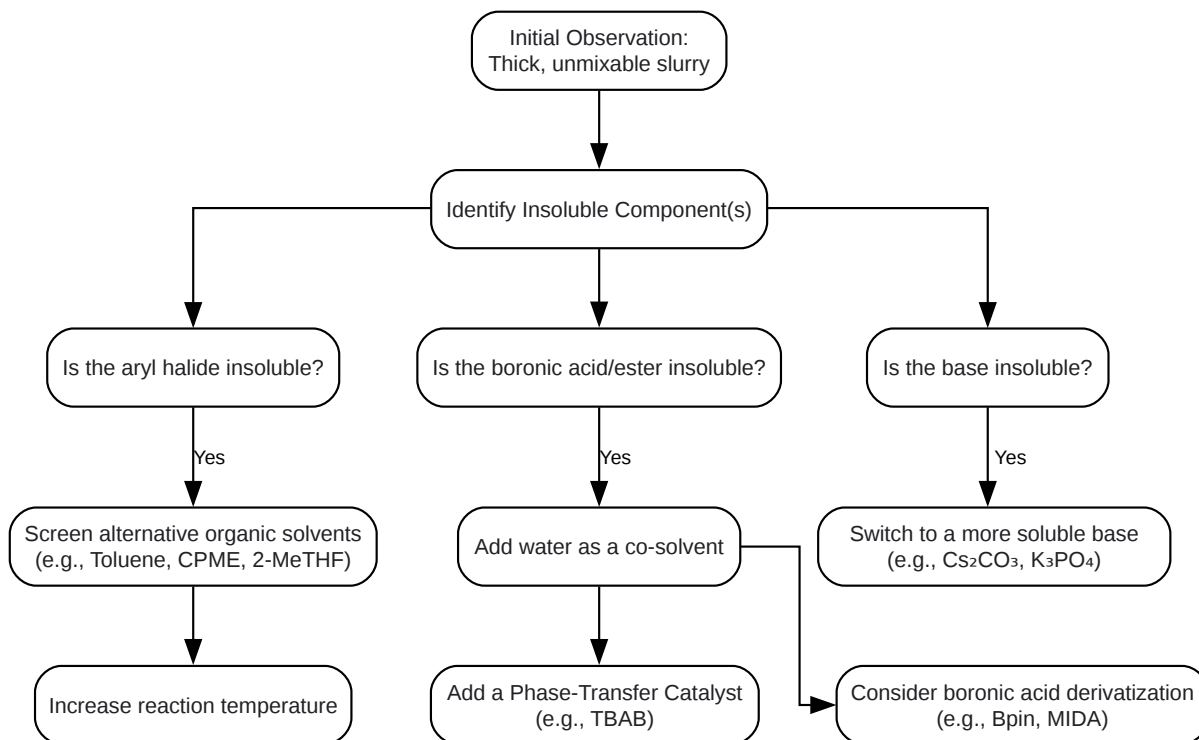 Initial Observation:
Thick, unmixable slurry
Identify Insoluble Component(s)
Is the aryl halide insoluble?
Is the boronic acid/ester insoluble?
Is the base insoluble?
Yes
Yes
Yes
Screen alternative organic solvents
(e.g., Toluene, CPME, 2-MeTHF)
Add water as a co-solvent
Switch to a more soluble base
(e.g., Cs₂CO₃, K₃PO₄)
Increase reaction temperature
Add a Phase-Transfer Catalyst
(e.g., TBAB)
Consider boronic acid derivatization
(e.g., Bpin, MIDA)